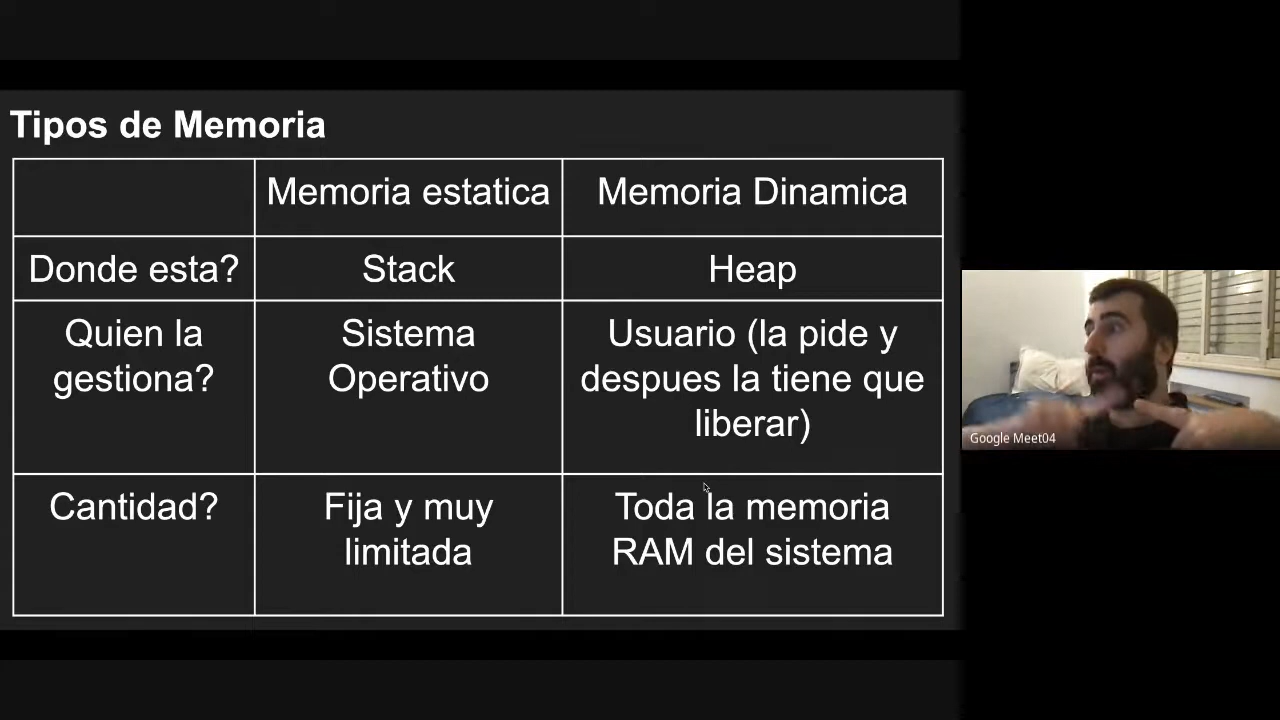 Tipos de Memoria
Memoria estatica
Memoria Dinamica
Donde esta?
Stack
Heap
Quien la
gestiona?
Sistema
Operativo
Usuario (la pide y
despues la tiene que
liberar)
Cantidad?
Fija y muy
limitada
Toda la memoria
RAM del sistema
Google Meet04